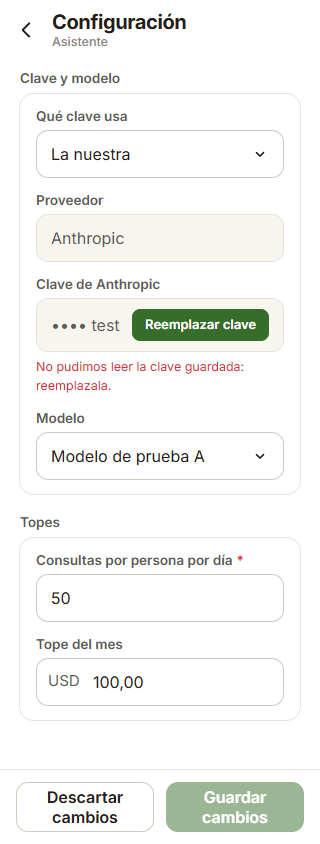 Configuración
Asistente
Clave y modelo
Qué clave usa
La nuestra
Proveedor
Anthropic
Clave de Anthropic
•••• test
Reemplazar clave
No pudimos leer la clave guardada:
reemplazala.
Modelo
Modelo de prueba A
Topes
Consultas por persona por día *
50
Tope del mes
USD 100,00
Descartar
cambios
Guardar
cambios